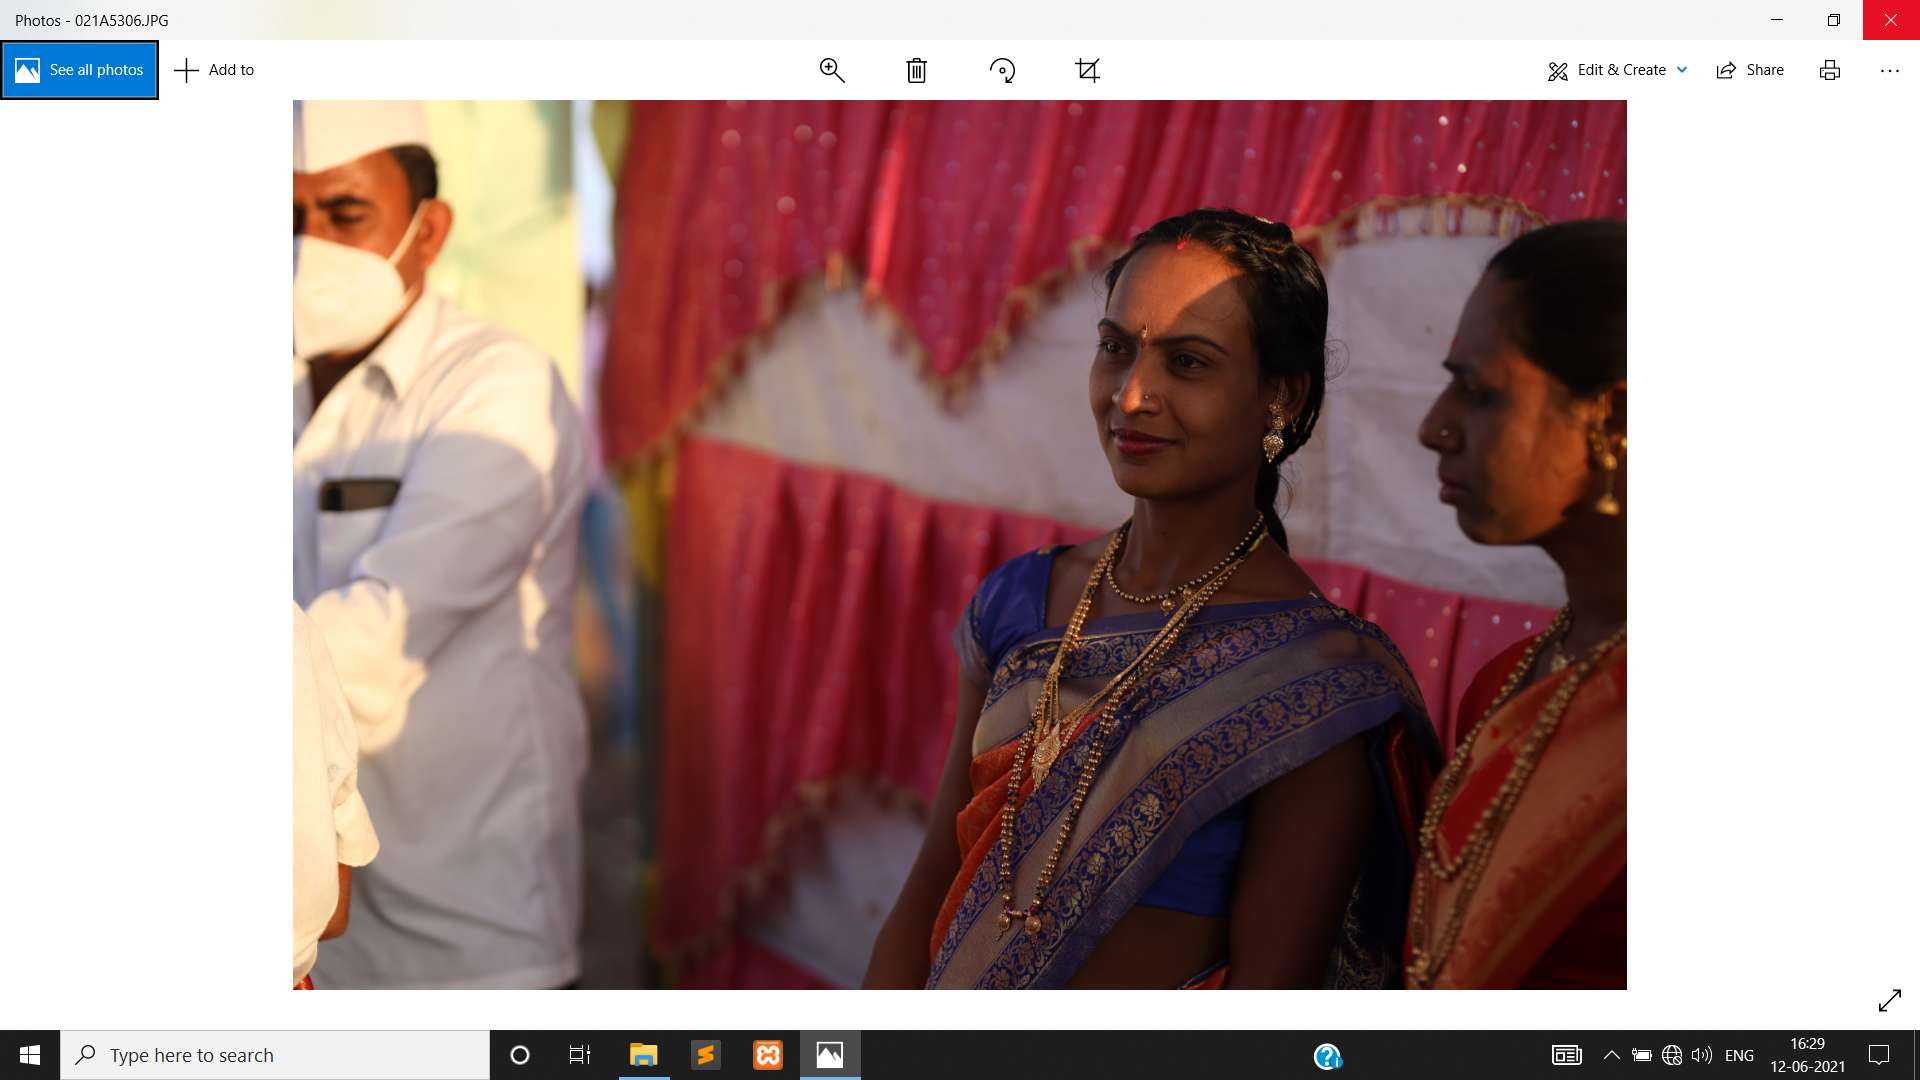 Photos - 021A5306.JPG
See all photos
Add to
Edit & Create
Share
Type here to search
ENG
16:29
12-06-2021